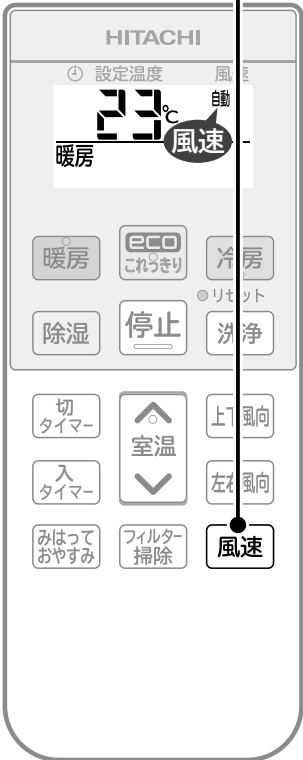 HITACHI
設定温度 風速
23℃ 自動
風速
暖房
暖房
eco
これっきり
冷房
リセット
除湿
停止
洗浄
切
タイマー
室温
上下風向
入
タイマー
左右風向
みはって
おやすみ
フィルター
掃除
風速